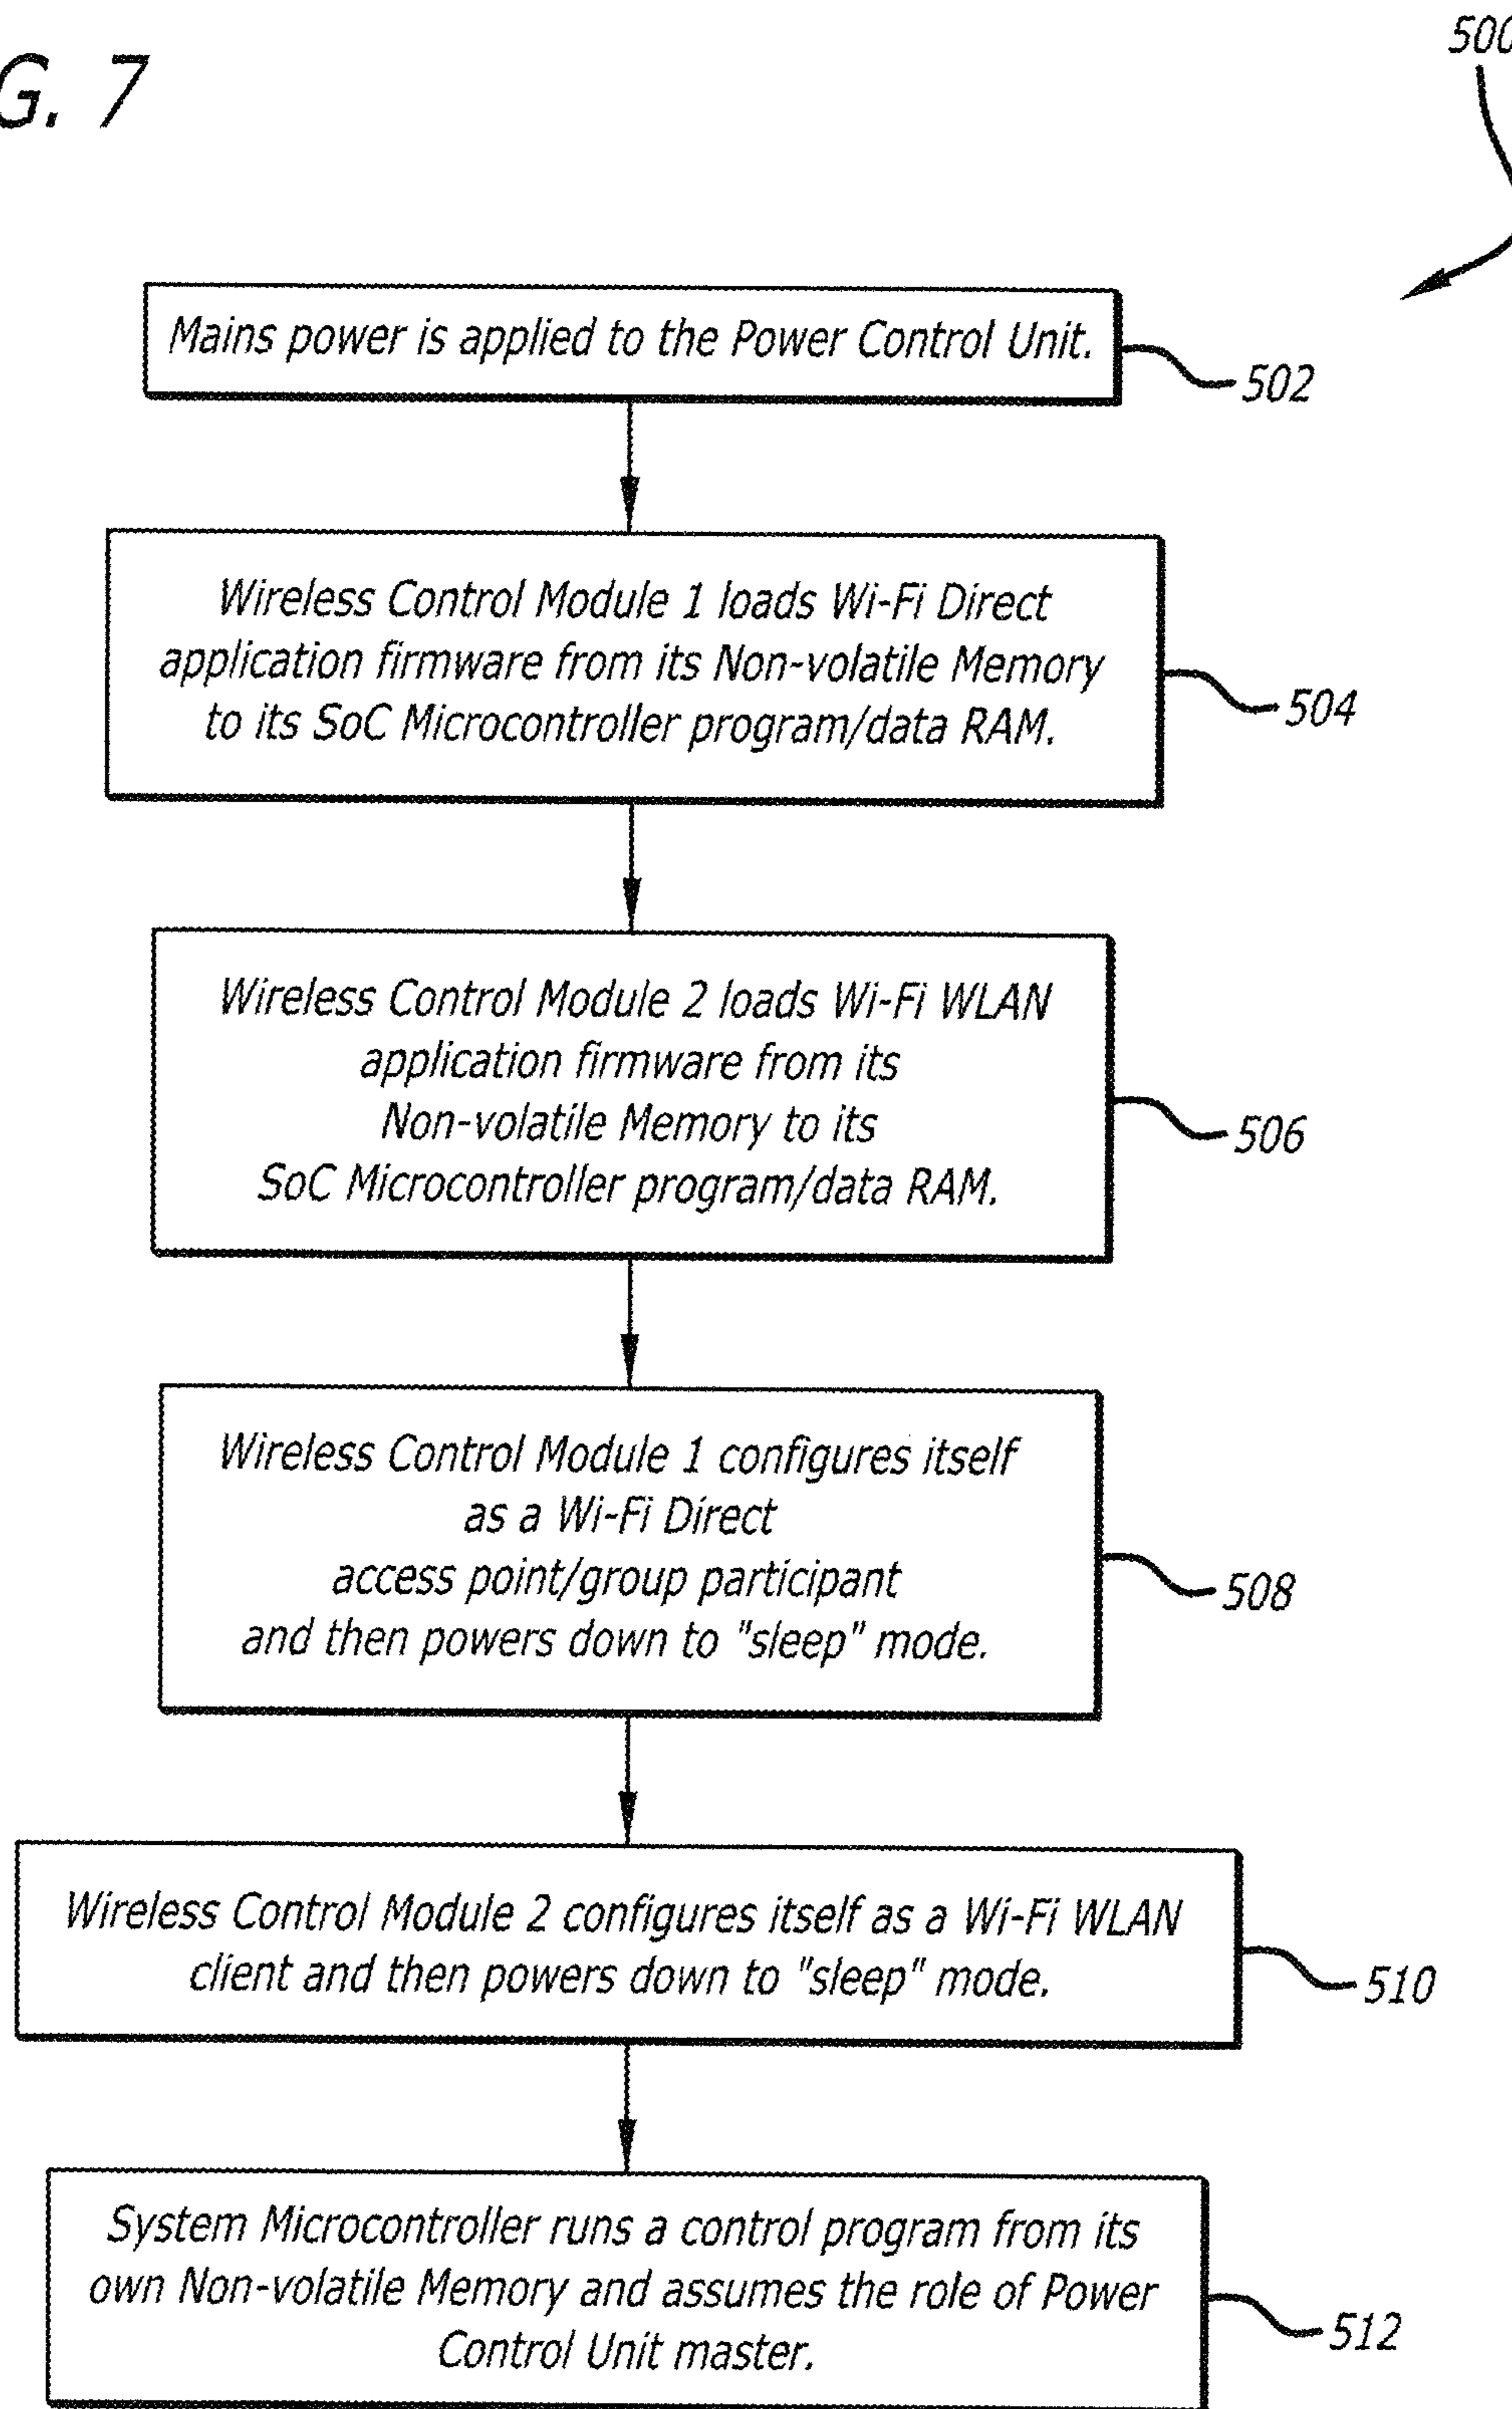 G. 7
500
Mains power is applied to the Power Control Unit.
502
Wireless Control Module 1 loads Wi-Fi Direct
application firmware from its Non-volatile Memory
to its SoC Microcontroller program/data RAM.
504
Wireless Control Module 2 loads Wi-Fi WLAN
application firmware from its
Non-volatile Memory to its
SoC Microcontroller program/data RAM.
506
Wireless Control Module 1 configures itself
as a Wi-Fi Direct
access point/group participant
and then powers down to "sleep" mode.
508
Wireless Control Module 2 configures itself as a Wi-Fi WLAN
client and then powers down to "sleep" mode.
510
System Microcontroller runs a control program from its
own Non-volatile Memory and assumes the role of Power
Control Unit master.
512